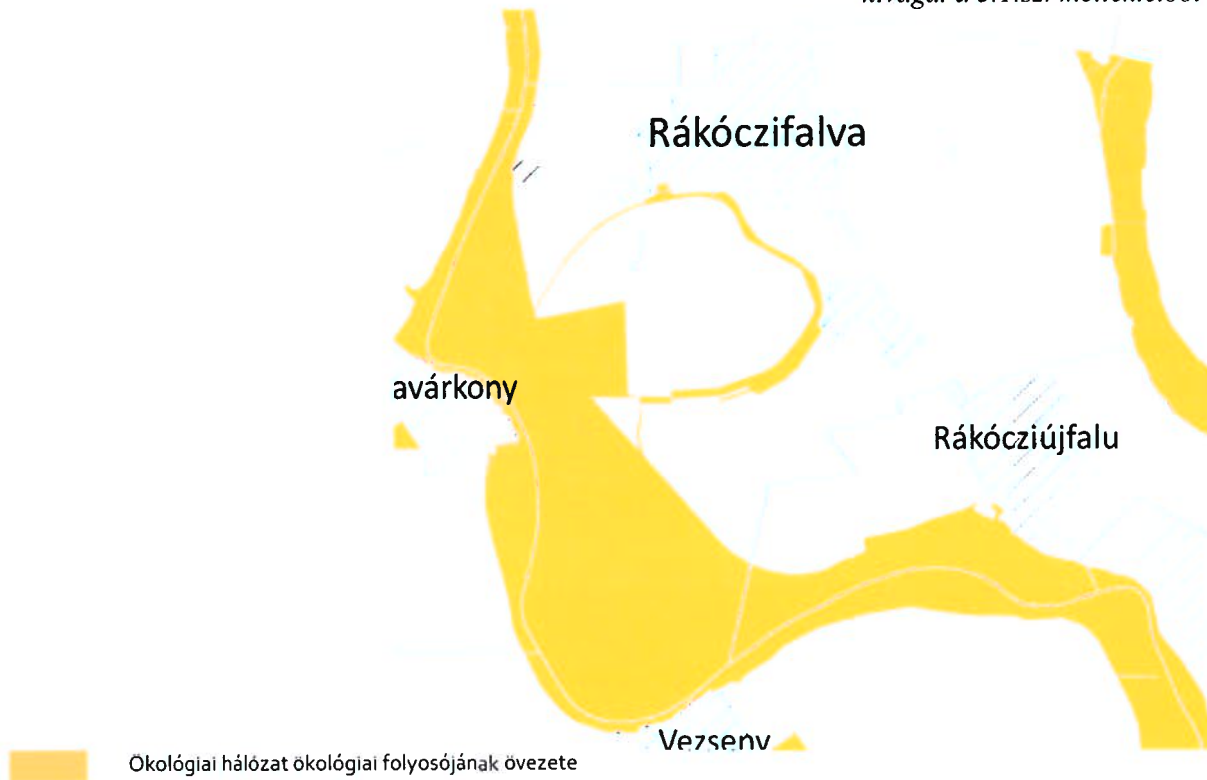 Rákóczifalva
avárkony
Rákócziújfalu
Vezseny
Ökológiai hálózat ökológiai folyosójának övezete